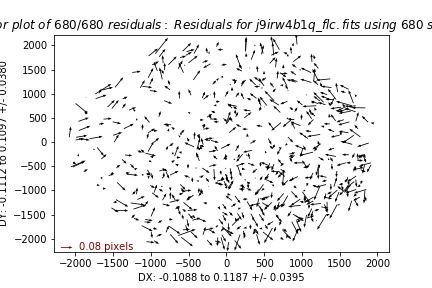 or plot of 680/680 residuals: Residuals for j9irw4b1q_flc.fits using 680 s
2000
1500
1000
500
0
−500
−1000
−1500
−2000
DY: -0.1112 to 0.1097 +/- 0.0380
0.08 pixels
−2000 −1500 −1000 −500 0 500 1000 1500 2000
DX: -0.1088 to 0.1187 +/- 0.0395